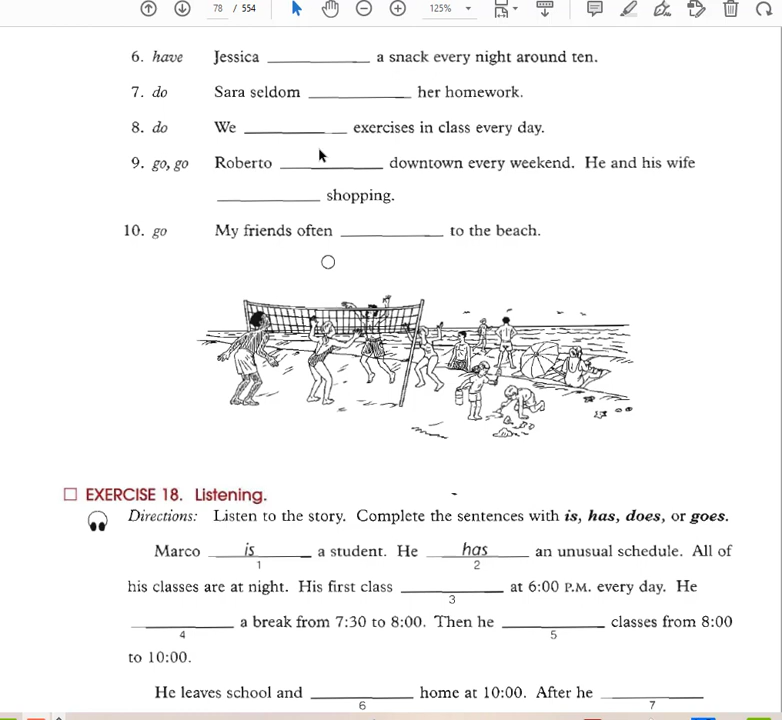 78 / 554 125%
6. have Jessica ____________ a snack every night around ten.
7. do Sara seldom ____________ her homework.
8. do We ____________ exercises in class every day.
9. go, go Roberto ____________ downtown every weekend. He and his wife
____________ shopping.
10. go My friends often ____________ to the beach.
EXERCISE 18. Listening.
Directions: Listen to the story. Complete the sentences with is, has, does, or goes.
Marco ____is____ a student. He ____has____ an unusual schedule. All of
1 2
his classes are at night. His first class ____________ at 6:00 P.M. every day. He
3
____________ a break from 7:30 to 8:00. Then he ____________ classes from 8:00
4 5
to 10:00.
He leaves school and ____________ home at 10:00. After he ____________
6 7